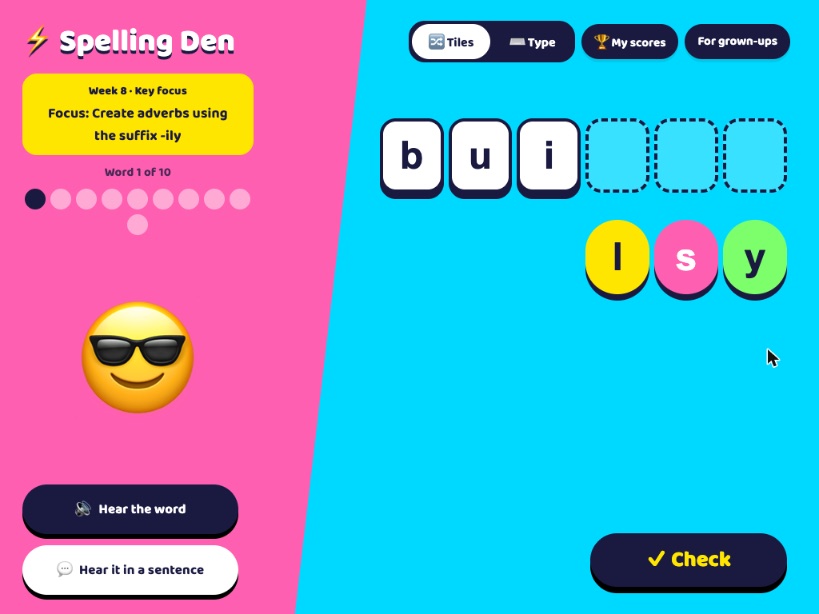 Spelling Den
Week 8 · Key focus
Focus: Create adverbs using
the suffix -ily
Word 1 of 10
Hear the word
Hear it in a sentence
Tiles
Type
My scores
For grown-ups
b u i
l s y
✓ Check